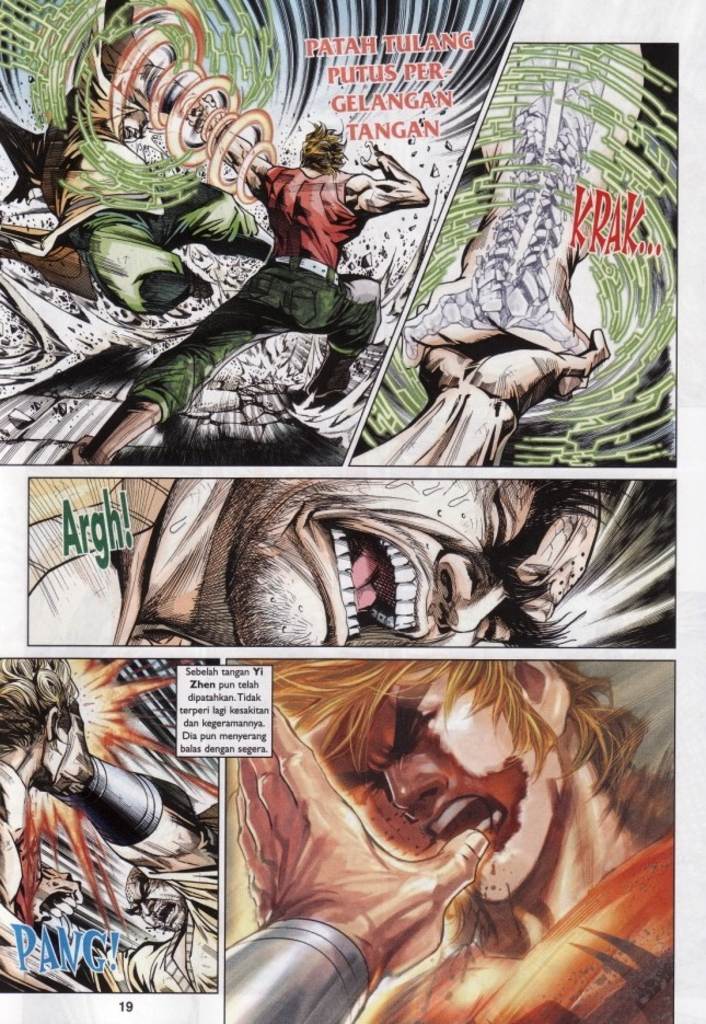 PATAH TULANG
PUTUS PER-
GELANGAN
TANGAN
KRAK...
Argh!
Sebelah tangan Yi
Zhen pun telah
dipatahkan. Tidak
terperi lagi kesakitan
dan kegeramannya.
Dia pun menyerang
balas dengan segera.
PANG!
19